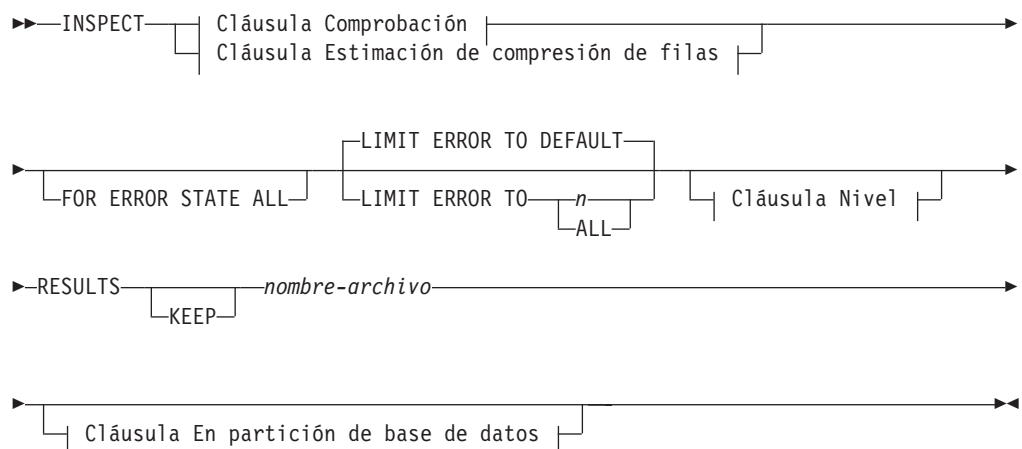 INSPECT Cláusula Comprobación
Cláusula Estimación de compresión de filas
LIMIT ERROR TO DEFAULT
FOR ERROR STATE ALL LIMIT ERROR TO n Cláusula Nivel
ALL
RESULTS nombre-archivo
KEEP
Cláusula En partición de base de datos